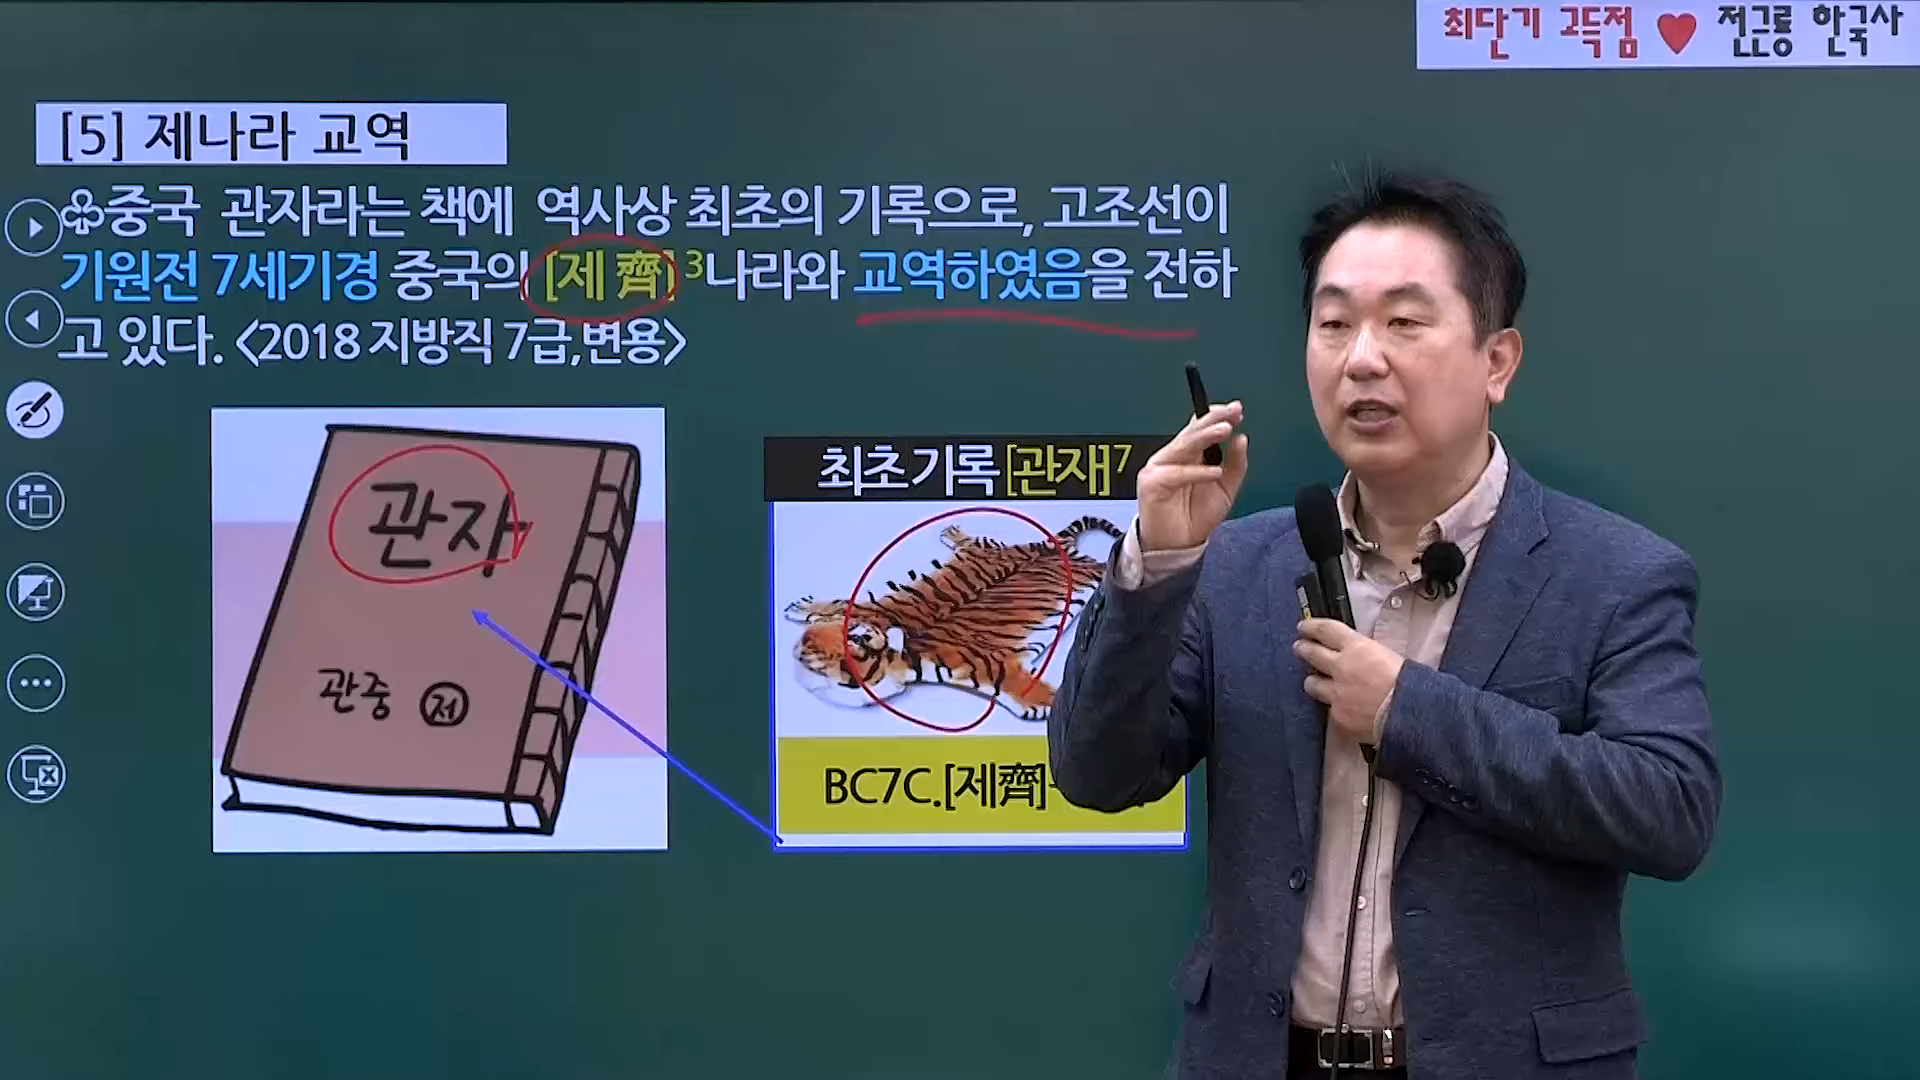 최단기 고득점 ♥ 전근룡 한국사
[5] 제나라 교역
♧중국 관자라는 책에 역사상 최초의 기록으로, 고조선이
기원전 7세기경 중국의 [제 齊]³나라와 교역하였음을 전하
고 있다. <2018 지방직 7급,변용>
관자
관중 저
최초기록[관자]⁷
BC7C.[제齊]